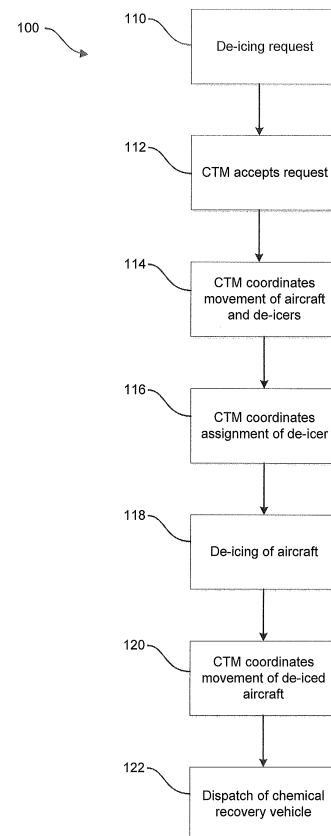 100
110
De-icing request
112
CTM accepts request
114
CTM coordinates
movement of aircraft
and de-icers
116
CTM coordinates
assignment of de-icer
118
De-icing of aircraft
120
CTM coordinates
movement of de-iced
aircraft
122
Dispatch of chemical
recovery vehicle